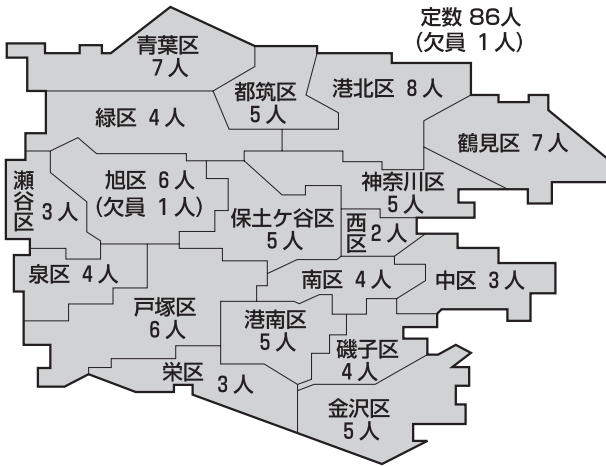 定数 86人
(欠員 1人)
青葉区
7人
都筑区
5人
港北区 8人
緑区 4人
鶴見区 7人
瀬谷区
3人
旭区 6人
(欠員 1人)
神奈川区
5人
保土ケ谷区
5人
西区
2人
泉区 4人
南区 4人
中区 3人
戸塚区
6人
港南区
5人
磯子区
4人
栄区
3人
金沢区
5人